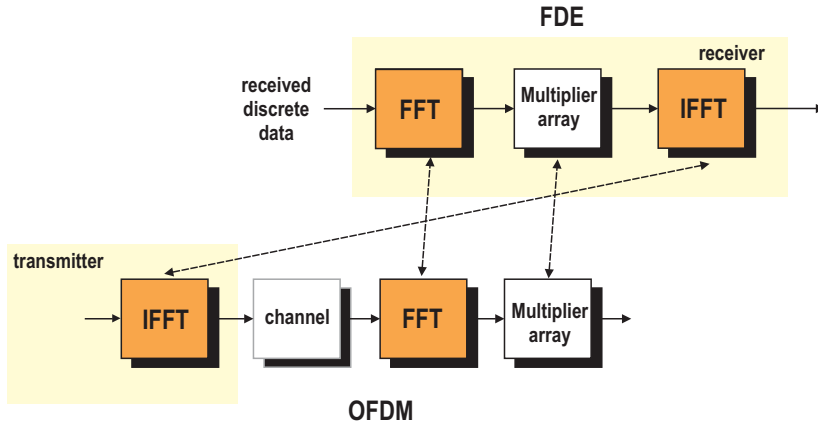 FDE
receiver
received
discrete
data
FFT
Multiplier
array
IFFT
transmitter
IFFT
channel
FFT
Multiplier
array
OFDM